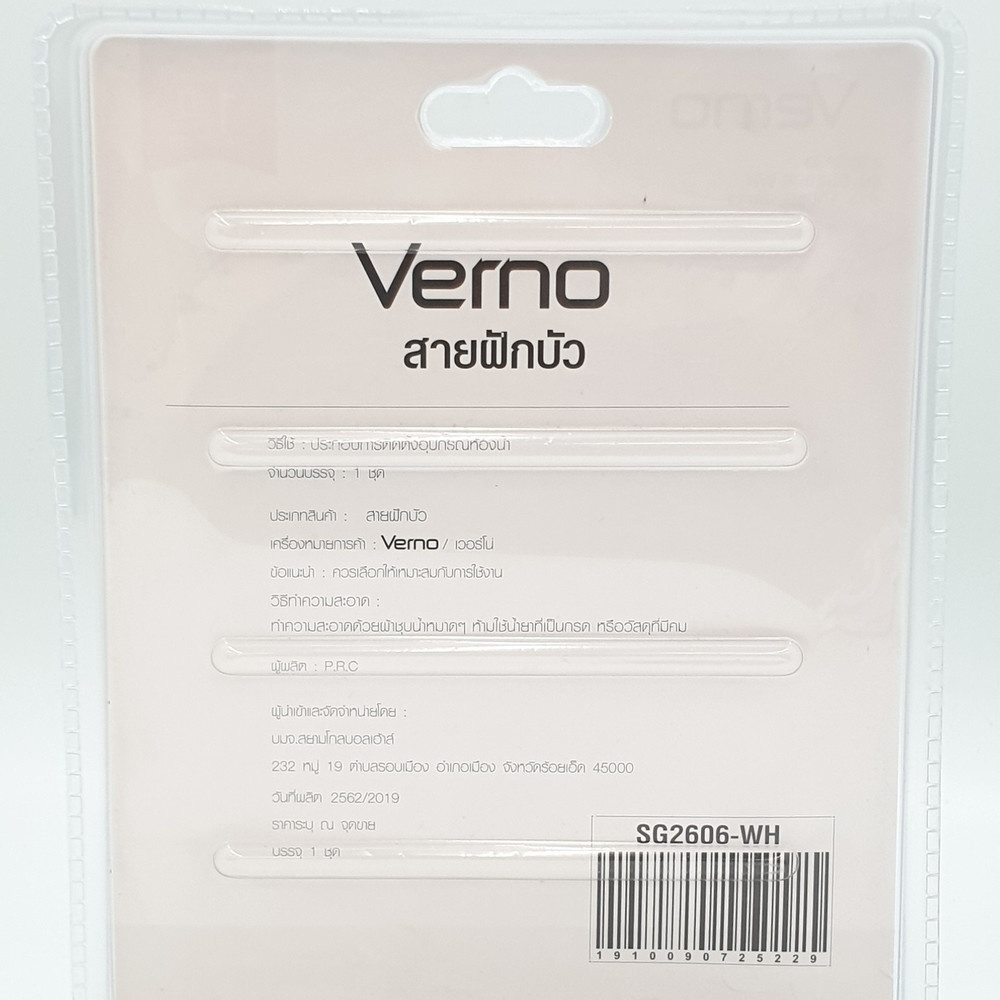 Verno
Verno
สายฝักบัว
วิธีใช้ : ประกอบการติดตั้งอุปกรณ์ห้องน้ำ
จำนวนบรรจุ : 1 ชุด
ประเภทสินค้า : สายฝักบัว
เครื่องหมายการค้า : Verno / เวอร์โน่
ข้อแนะนำ : ควรเลือกให้เหมาะสมกับการใช้งาน
วิธีทำความสะอาด :
ทำความสะอาดด้วยผ้าชุบน้ำหมาดๆ ห้ามใช้น้ำยาที่เป็นกรด หรือวัสดุที่มีคม
ผู้ผลิต : P.R.C
ผู้นำเข้าและจัดจำหน่ายโดย :
บมจ.สยามโกลบอลเฮ้าส์
232 หมู่ 19 ตำบลรอบเมือง อำเภอเมือง จังหวัดร้อยเอ็ด 45000
วันที่ผลิต 2562/2019
ราคาระบุ ณ จุดขาย
บรรจุ 1 ชุด
SG2606-WH
1910090725229